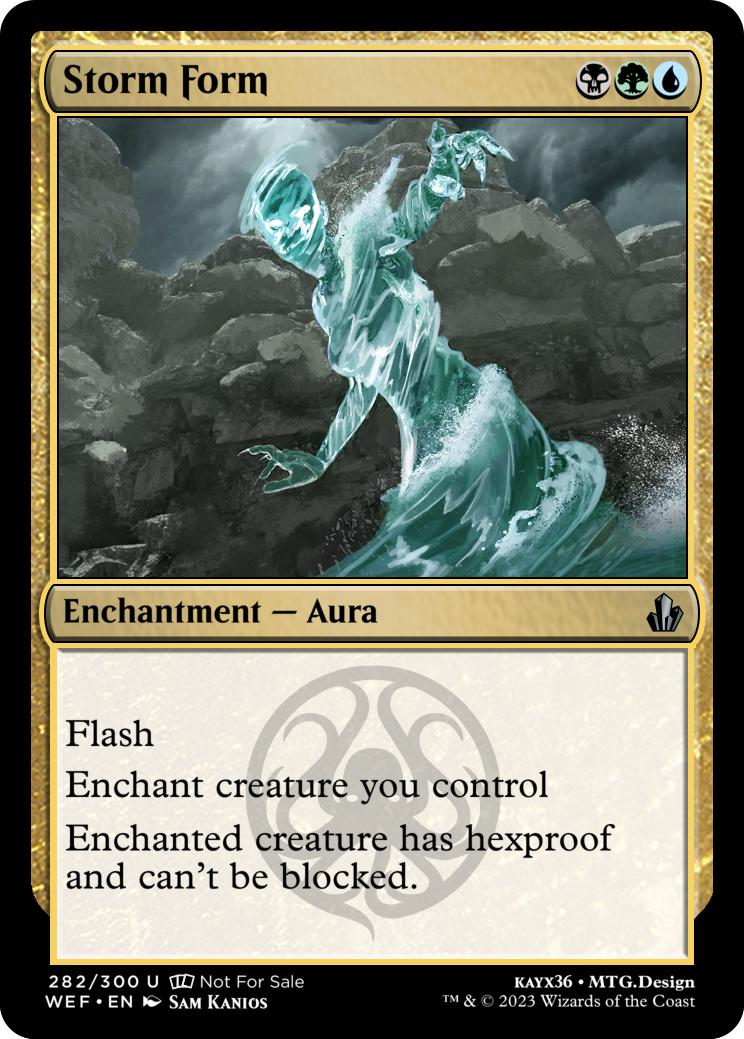 Storm Form
Enchantment — Aura
Flash
Enchant creature you control
Enchanted creature has hexproof
and can't be blocked.
282/300 U Not For Sale
KAYX36 • MTG.Design
WEF • EN SAM KANIOS
™ & © 2023 Wizards of the Coast